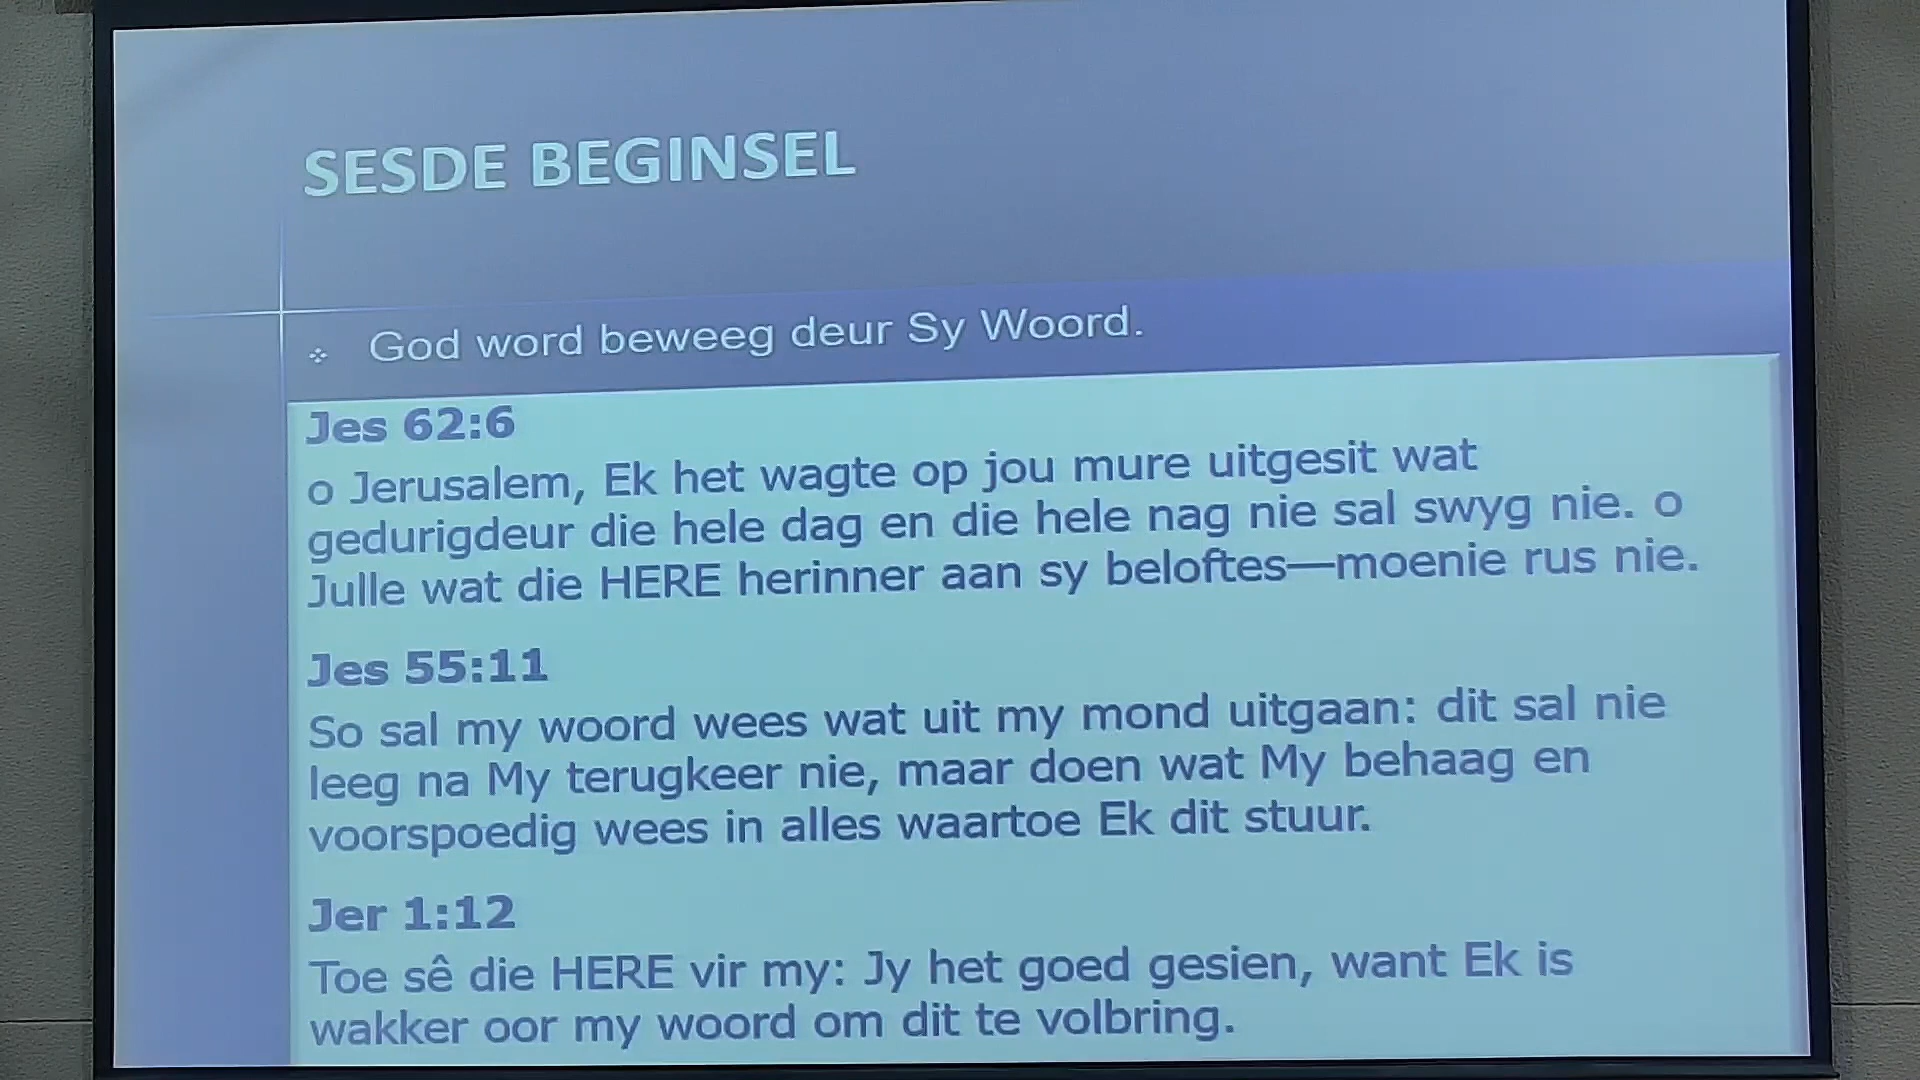 SESDE BEGINSEL
God word beweeg deur Sy Woord.
Jes 62:6
o Jerusalem, Ek het wagte op jou mure uitgesit wat
gedurigdeur die hele dag en die hele nag nie sal swyg nie. o
Julle wat die HERE herinner aan sy beloftes—moenie rus nie.
Jes 55:11
So sal my woord wees wat uit my mond uitgaan: dit sal nie
leeg na My terugkeer nie, maar doen wat My behaag en
voorspoedig wees in alles waartoe Ek dit stuur.
Jer 1:12
Toe sê die HERE vir my: Jy het goed gesien, want Ek is
wakker oor my woord om dit te volbring.